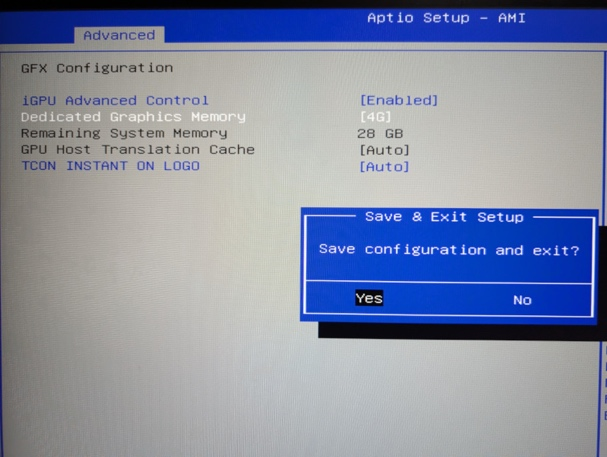 Aptio Setup - AMI
Advanced
GFX Configuration
iGPU Advanced Control [Enabled]
Dedicated Graphics Memory [4G]
Remaining System Memory 28 GB
GPU Host Translation Cache [Auto]
TCON INSTANT ON LOGO [Auto]
Save & Exit Setup
Save configuration and exit?
Yes No